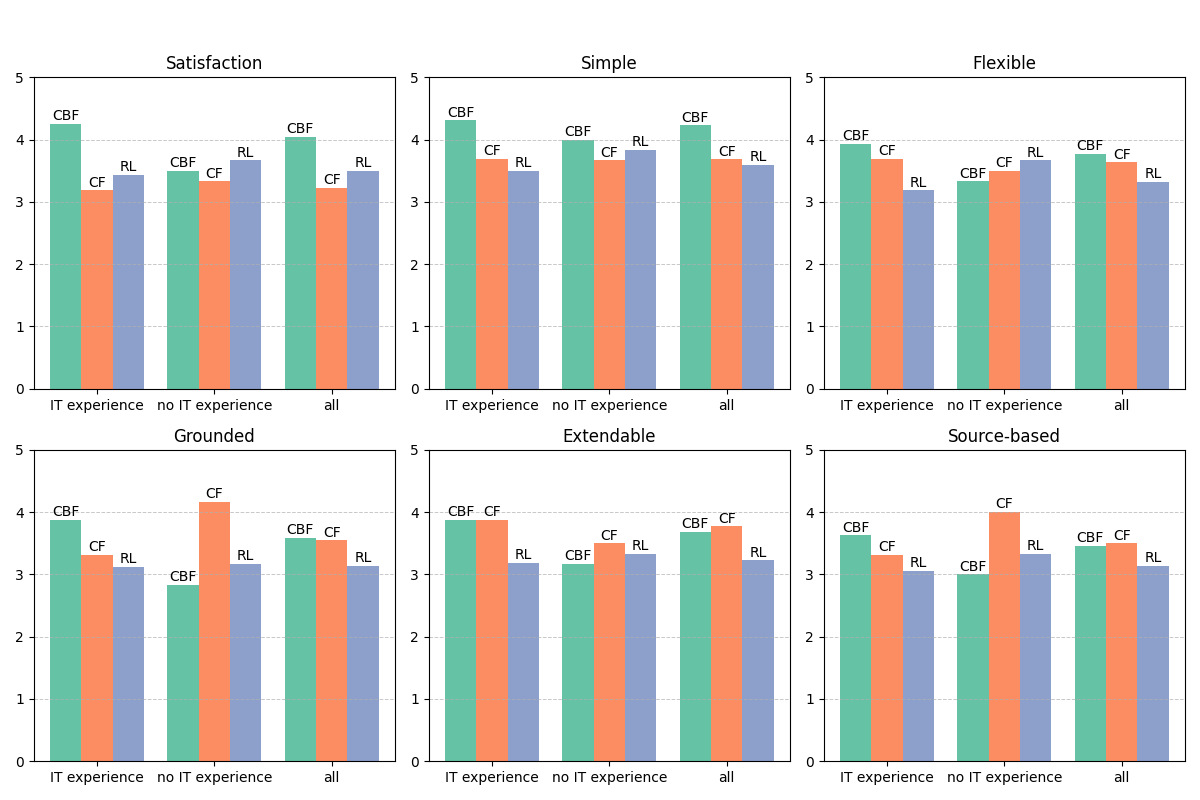 Satisfaction
5
4
3
2
1
0
CBF CF RL
CBF CF RL
CBF CF RL
IT experience no IT experience all
Simple
5
4
3
2
1
0
CBF CF RL
CBF CF RL
CBF CF RL
IT experience no IT experience all
Flexible
5
4
3
2
1
0
CBF CF RL
CBF CF RL
CBF CF RL
IT experience no IT experience all
Grounded
5
4
3
2
1
0
CBF CF RL
CBF CF RL
CBF CF RL
IT experience no IT experience all
Extendable
5
4
3
2
1
0
CBF CF RL
CBF CF RL
CBF CF RL
IT experience no IT experience all
Source-based
5
4
3
2
1
0
CBF CF RL
CBF CF RL
CBF CF RL
IT experience no IT experience all